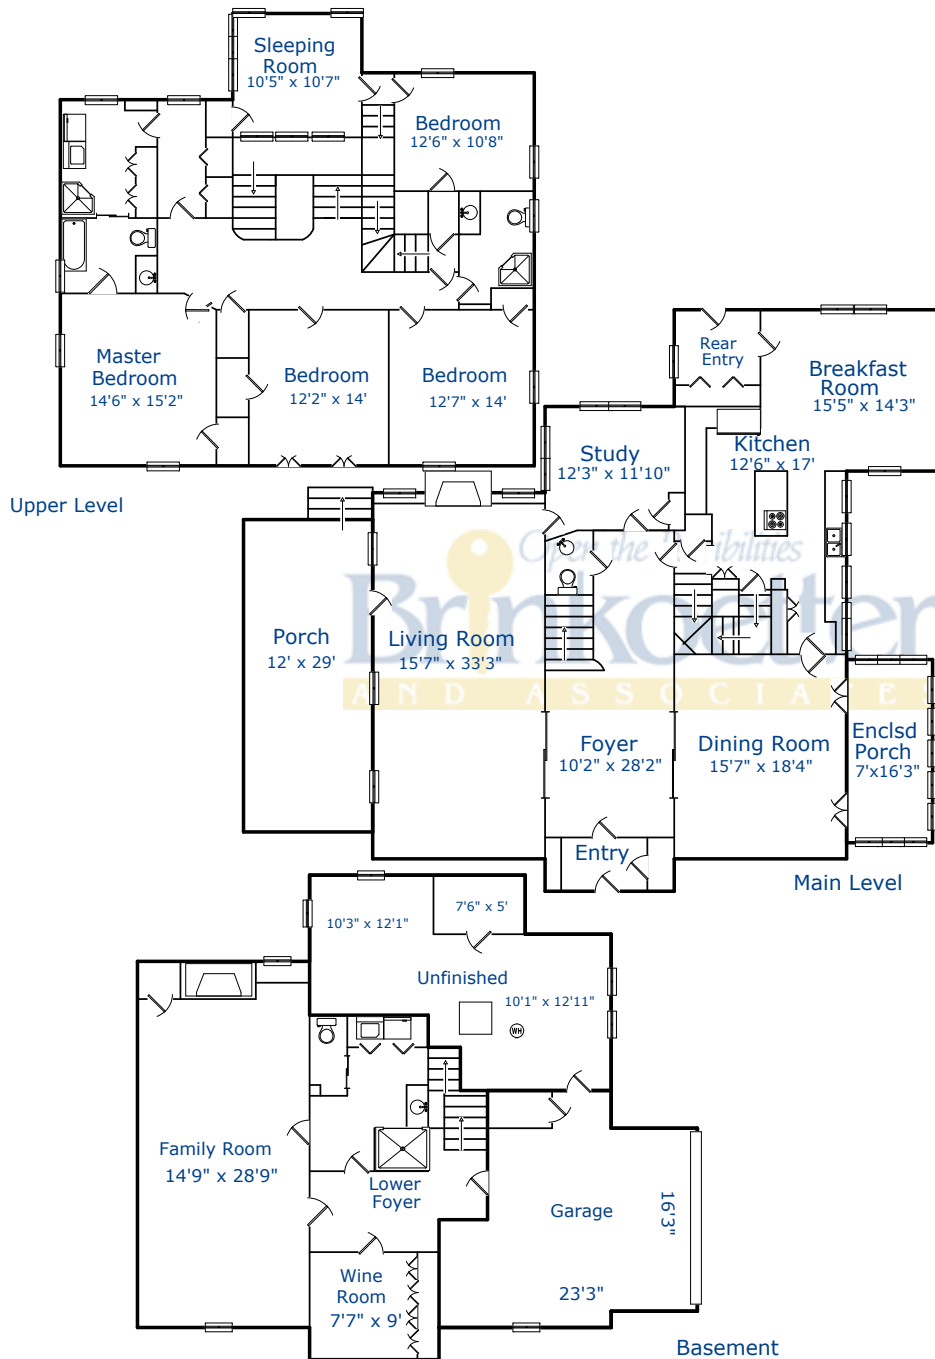 Sleeping
Room
10'5" x 10'7"
Bedroom
12'6" x 10'8"
Master
Bedroom
14'6" x 15'2"
Bedroom
12'2" x 14'
Bedroom
12'7" x 14'
Upper Level
Rear
Entry
Breakfast
Room
15'5" x 14'3"
Study
12'3" x 11'10"
Kitchen
12'6" x 17'
Open the
Brinkoetter
AND ASSOCIATES
Porch
12' x 29'
Living Room
15'7" x 33'3"
Foyer
10'2" x 28'2"
Dining Room
15'7" x 18'4"
Enclsd
Porch
7'x16'3"
Entry
Main Level
10'3" x 12'1"
7'6" x 5'
Unfinished
10'1" x 12'11"
WH
Family Room
14'9" x 28'9"
Lower
Foyer
Garage
16'3"
23'3"
Wine
Room
7'7" x 9'
Basement